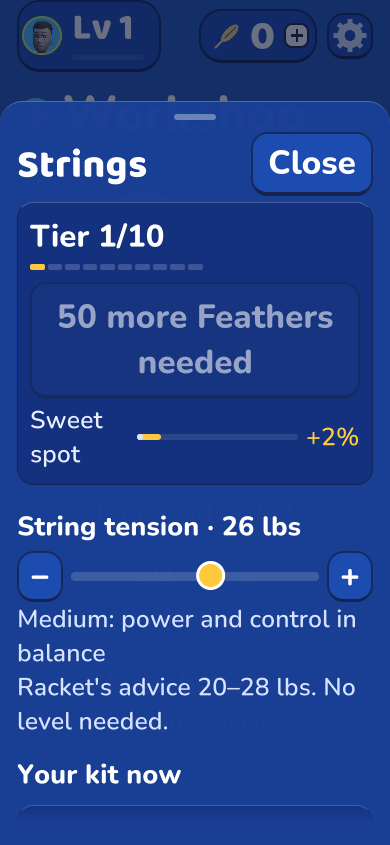 Lv 1
0
Workshop
Strings
Close
Tier 1/10
50 more Feathers
needed
Sweet
spot
+2%
String tension · 26 lbs
−
+
Medium: power and control in
balance
Racket's advice 20–28 lbs. No
level needed.
Your kit now